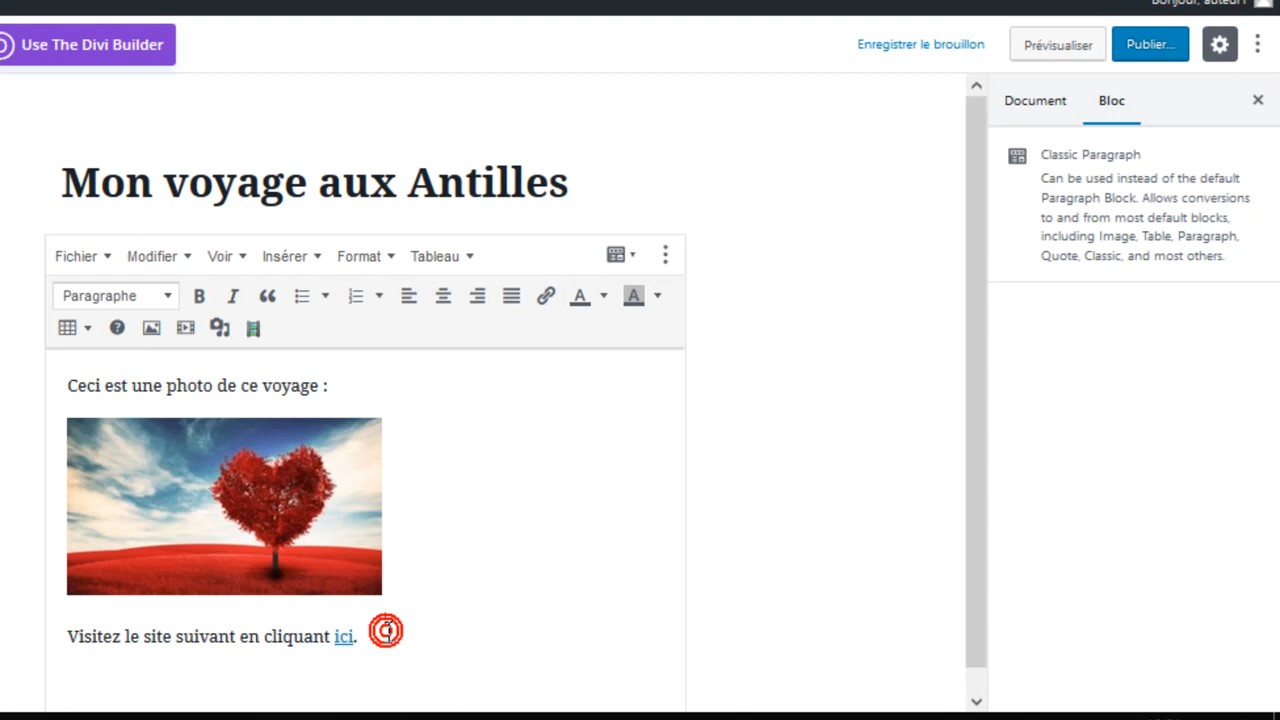 Bonjour, auteur1
Use The Divi Builder
Enregistrer le brouillon
Prévisualiser
Publier...
Document
Bloc
Classic Paragraph
Can be used instead of the default
Paragraph Block. Allows conversions
to and from most default blocks,
including Image, Table, Paragraph,
Quote, Classic, and most others.
Mon voyage aux Antilles
Fichier
Modifier
Voir
Insérer
Format
Tableau
Paragraphe
Ceci est une photo de ce voyage :
Visitez le site suivant en cliquant ici.